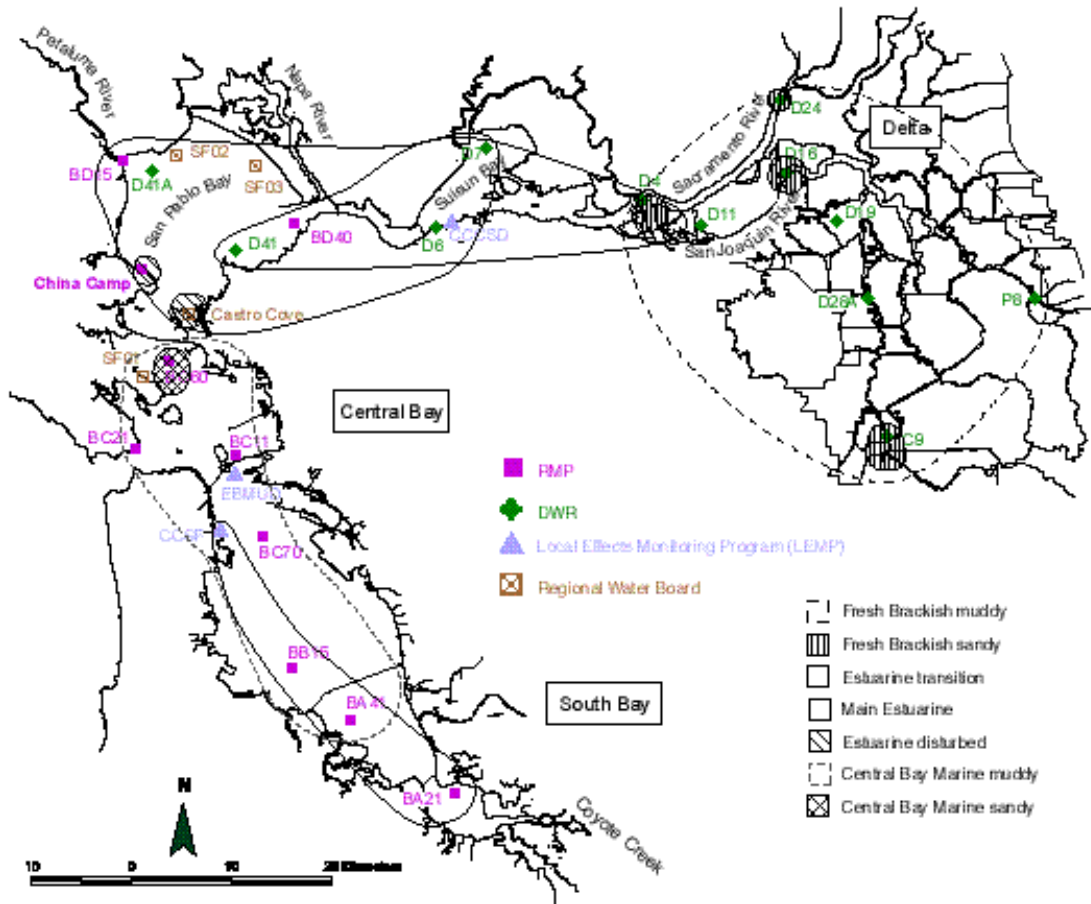 Petaluma River
Napa River
Sacramento River
D24
Delta
D7
D16
SF02
BD15
D41A
SF03
San Pablo Bay
Suisun Bay
D4
D11
D19
San Joaquin River
BD40
D6
CCCSD
D41
China Camp
D28A
P8
Castro Cove
SF01
Central Bay
BC21
BC11
C9
EBMUD
RMP
CCSF
BC70
DWR
Local Effects Monitoring Program (LEMP)
Regional Water Board
Fresh Brackish muddy
Fresh Brackish sandy
BB15
Estuarine transition
South Bay
BA41
Main Estuarine
Estuarine disturbed
Central Bay Marine muddy
BA21
Central Bay Marine sandy
Coyote Creek
N
10 0 10 20 Kilometers